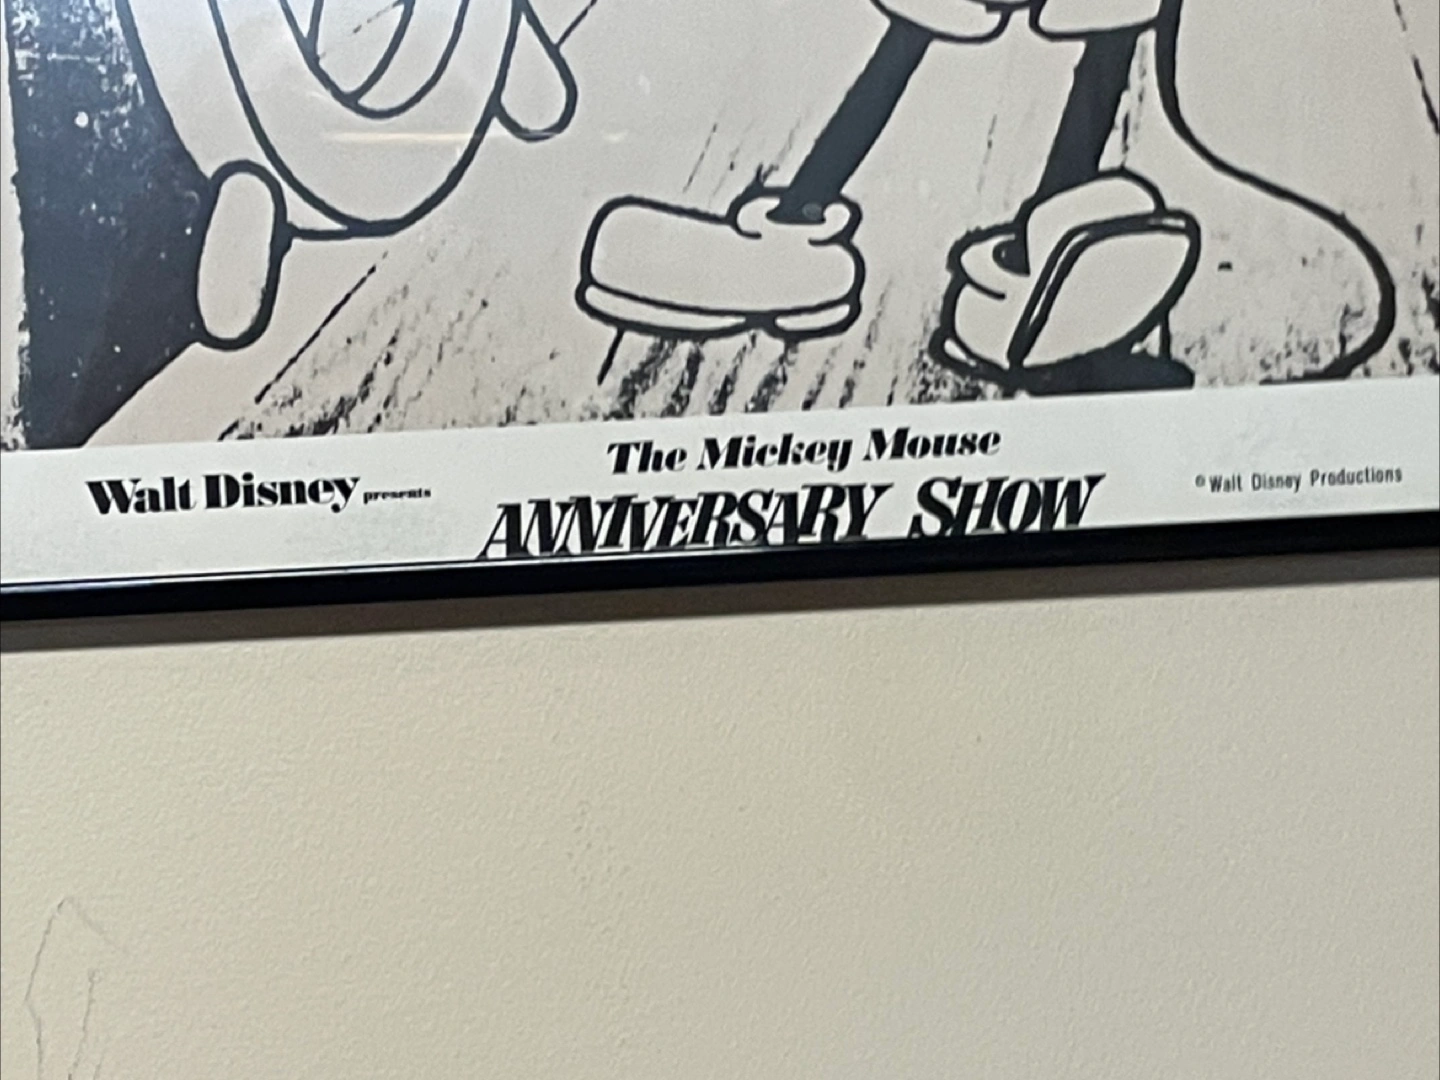 The Mickey Mouse
Walt Disney presents
ANNIVERSARY SHOW
© Walt Disney Productions